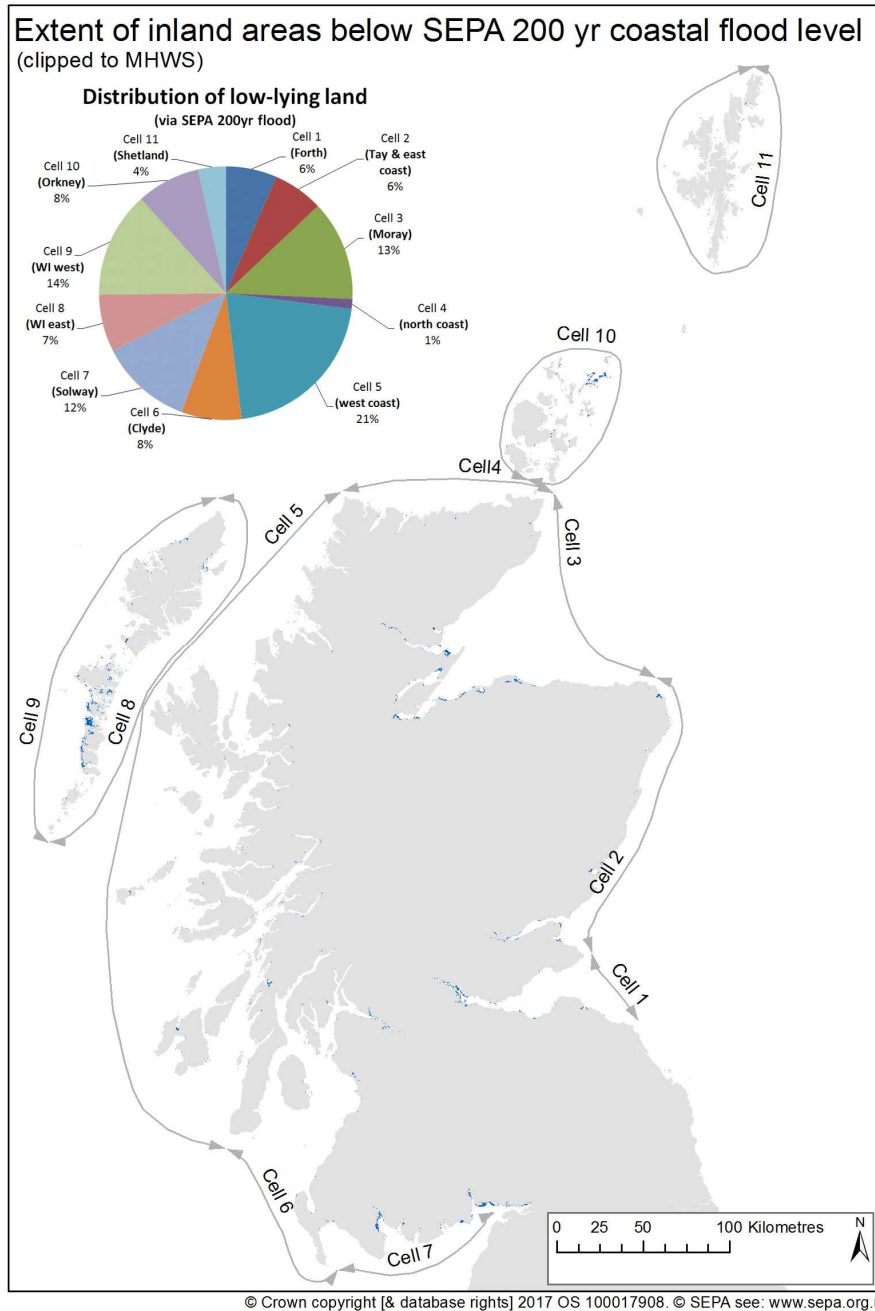 Extent of inland areas below SEPA 200 yr coastal flood level
(clipped to MHWS)
Distribution of low-lying land
(via SEPA 200yr flood)
Cell 1
(Forth)
6%
Cell 2
(Tay & east
coast)
6%
Cell 3
(Moray)
13%
Cell 4
(north coast)
1%
Cell 5
(west coast)
21%
Cell 6
(Clyde)
8%
Cell 7
(Solway)
12%
Cell 8
(WI east)
7%
Cell 9
(WI west)
14%
Cell 10
(Orkney)
8%
Cell 11
(Shetland)
4%
Cell 11
Cell 10
Cell4
Cell 5
Cell 3
Cell 9
Cell 8
Cell 2
Cell 1
Cell 6
Cell 7
0 25 50 100 Kilometres
N
© Crown copyright [& database rights] 2017 OS 100017908. © SEPA see: www.sepa.org.